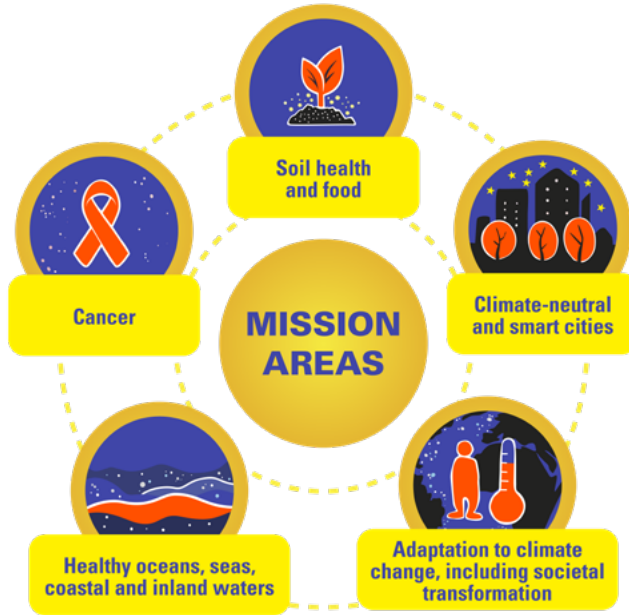 Soil health
and food
Cancer
Climate-neutral
and smart cities
MISSION
AREAS
Healthy oceans, seas,
coastal and inland waters
Adaptation to climate
change, including societal
transformation